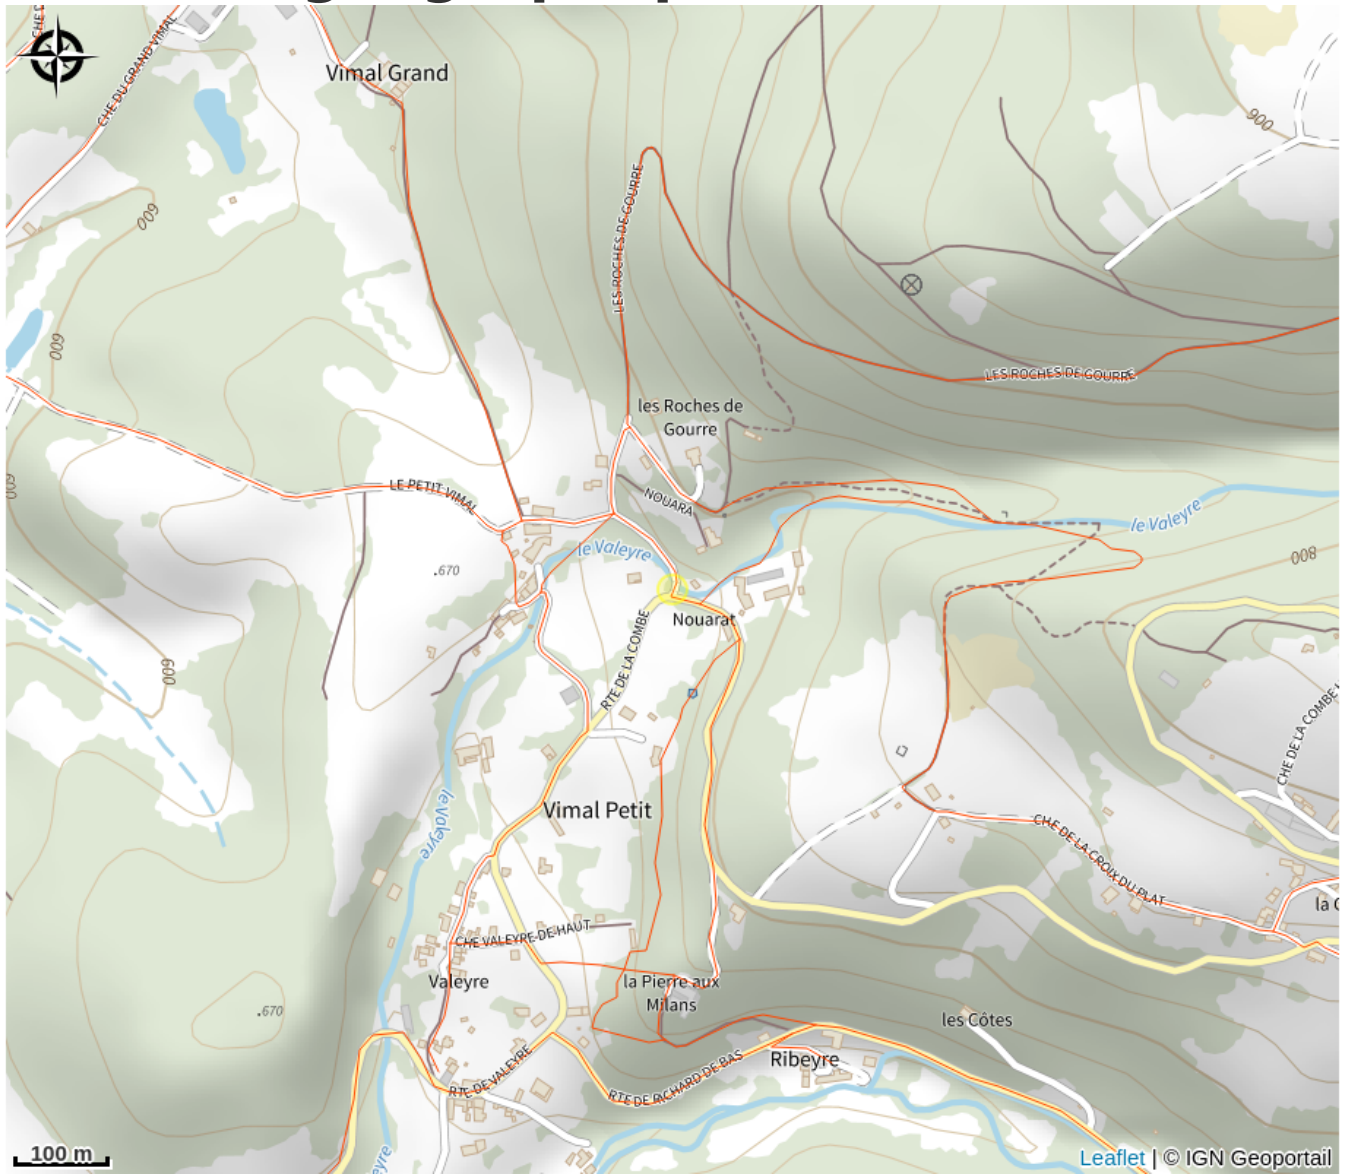 CHE DU GRAND VIMAL
Vimal Grand
900
600
LES ROCHES DE GOURRE
600
LES ROCHES DE GOURRE
les Roches de
Gourre
LE PETIT VIMAL
NOUARA
600
le Valeyre
le Valeyre
800
.670
Nouarat
RTE DE LA COMBE
600
CHE DE LA COMBE
Vimal Petit
le Valeyre
CHE DE LA CROIX DU PLAT
CHE VALEYRE DE HAUT
Valeyre
la Pierre aux
Milans
.670
les Côtes
Ribeyre
RTE DE VALEYRE
RTE DE RICHARD DE BAS
100 m
Leaflet | © IGN Geoportail